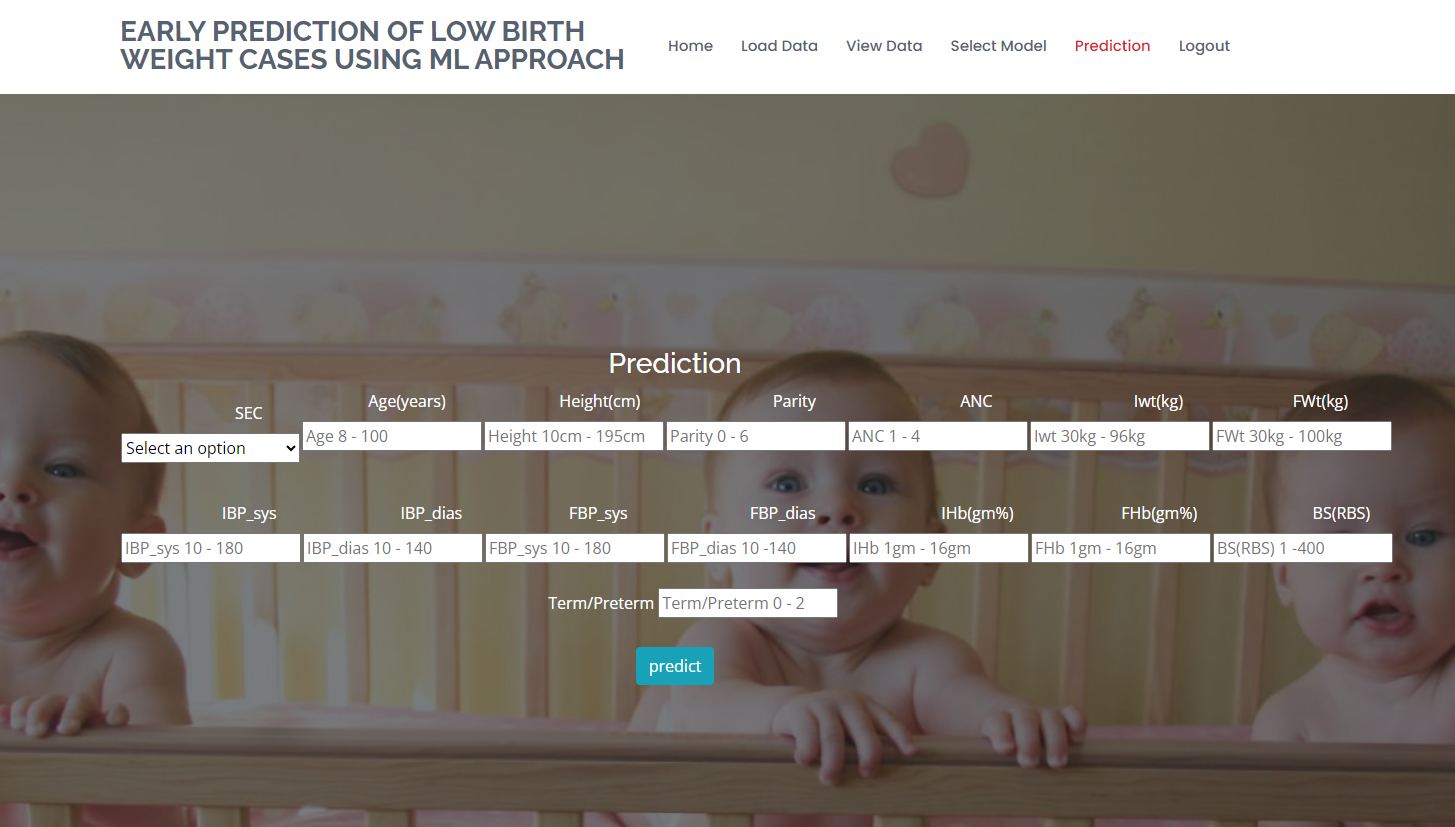 EARLY PREDICTION OF LOW BIRTH
WEIGHT CASES USING ML APPROACH
Home Load Data View Data Select Model Prediction Logout
Prediction
SEC Age(years) Height(cm) Parity ANC Iwt(kg) FWt(kg)
Select an option Age 8 - 100 Height 10cm - 195cm Parity 0 - 6 ANC 1 - 4 Iwt 30kg - 96kg FWt 30kg - 100kg
IBP_sys IBP_dias FBP_sys FBP_dias IHb(gm%) FHb(gm%) BS(RBS)
IBP_sys 10 - 180 IBP_dias 10 - 140 FBP_sys 10 - 180 FBP_dias 10 -140 IHb 1gm - 16gm FHb 1gm - 16gm BS(RBS) 1 -400
Term/Preterm Term/Preterm 0 - 2
predict